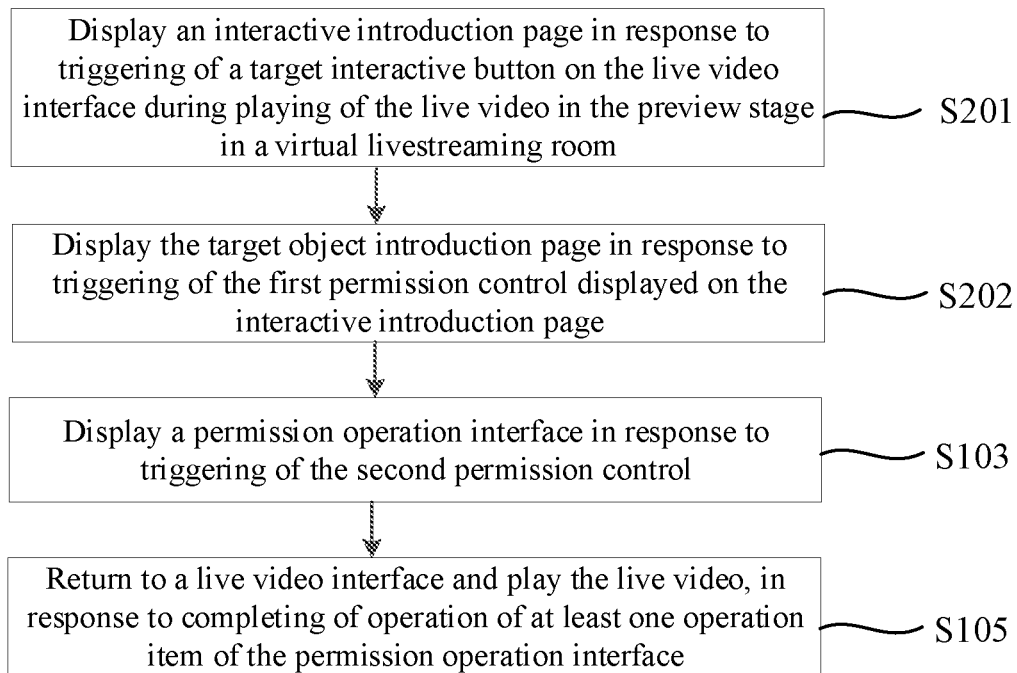 Display an interactive introduction page in response to
triggering of a target interactive button on the live video
interface during playing of the live video in the preview stage
in a virtual livestreaming room
S201
Display the target object introduction page in response to
triggering of the first permission control displayed on the
interactive introduction page
S202
Display a permission operation interface in response to
triggering of the second permission control
S103
Return to a live video interface and play the live video, in
response to completing of operation of at least one operation
item of the permission operation interface
S105